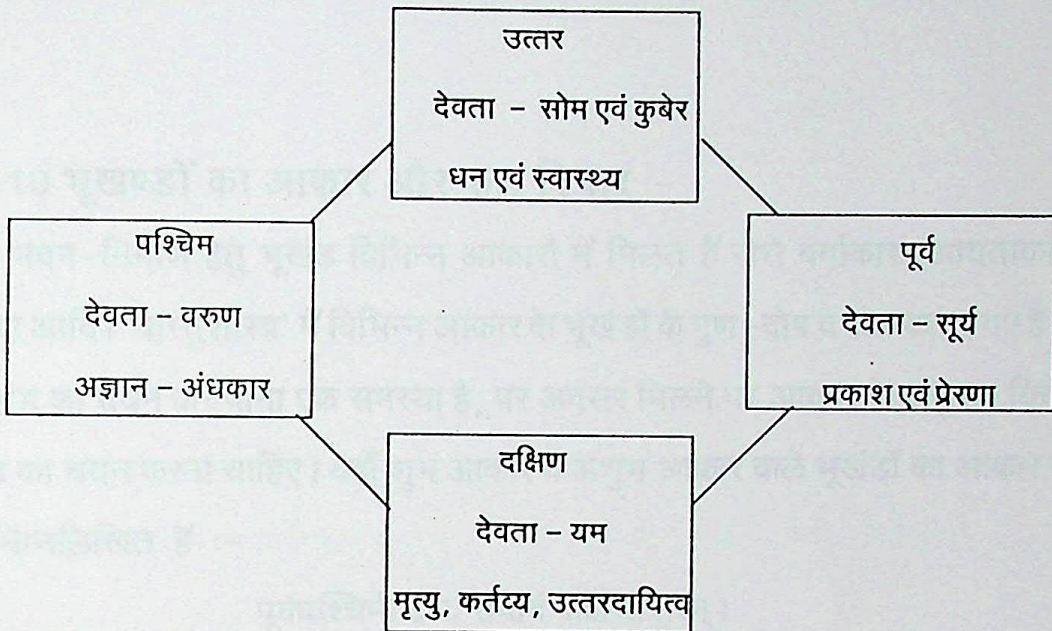 उत्तर
देवता – सोम एवं कुबेर
धन एवं स्वास्थ्य
पश्चिम
देवता – वरुण
अज्ञान – अंधकार
पूर्व
देवता – सूर्य
प्रकाश एवं प्रेरणा
दक्षिण
देवता – यम
मृत्यु, कर्तव्य, उत्तरदायित्व